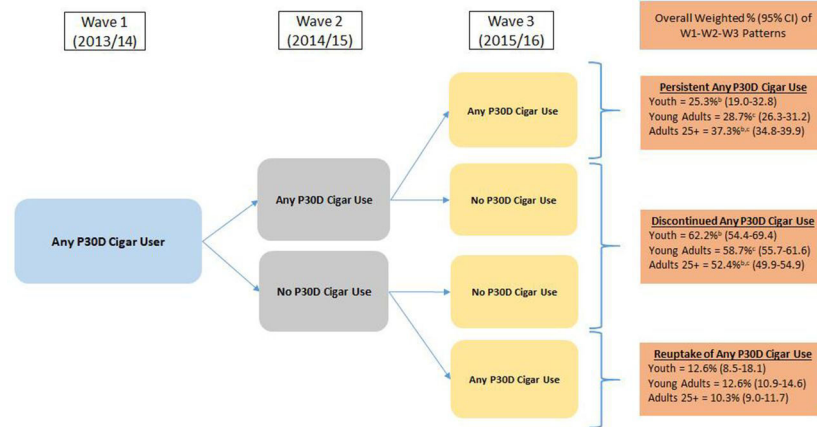 Wave 1
(2013/14)
Wave 2
(2014/15)
Wave 3
(2015/16)
Overall Weighted % (95% CI) of
W1-W2-W3 Patterns
Any P30D Cigar User
Any P30D Cigar Use
No P30D Cigar Use
Any P30D Cigar Use
No P30D Cigar Use
No P30D Cigar Use
Any P30D Cigar Use
Persistent Any P30D Cigar Use
Youth = 25.3%ᵇ (19.0-32.8)
Young Adults = 28.7%ᶜ (26.3-31.2)
Adults 25+ = 37.3%ᵇ,ᶜ (34.8-39.9)
Discontinued Any P30D Cigar Use
Youth = 62.2%ᵇ (54.4-69.4)
Young Adults = 58.7%ᶜ (55.7-61.6)
Adults 25+ = 52.4%ᵇ,ᶜ (49.9-54.9)
Reuptake of Any P30D Cigar Use
Youth = 12.6% (8.5-18.1)
Young Adults = 12.6% (10.9-14.6)
Adults 25+ = 10.3% (9.0-11.7)